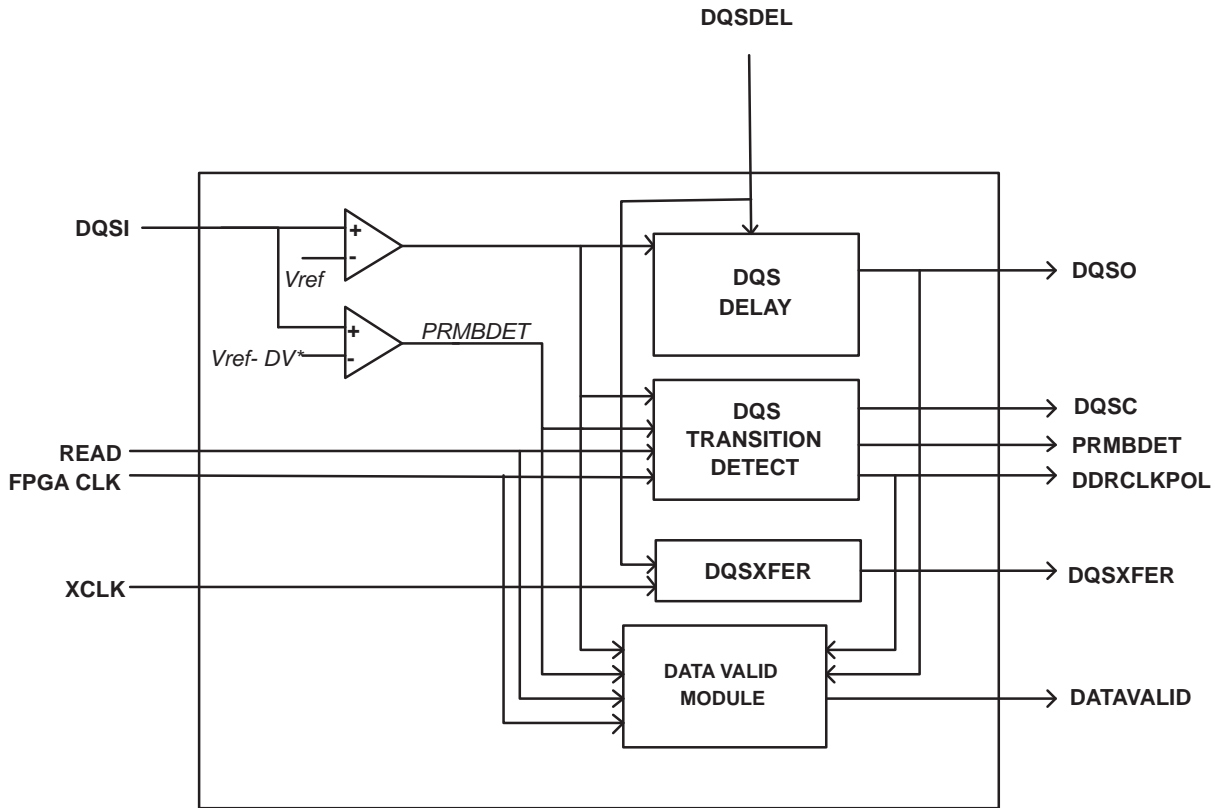 DQSDEL
DQSI
+
-
Vref
DQS
DELAY
DQSO
+
-
Vref- DV*
PRMBDET
DQS
TRANSITION
DETECT
DQSC
PRMBDET
DDRCLKPOL
READ
FPGA CLK
XCLK
DQSXFER
DQSXFER
DATA VALID
MODULE
DATAVALID